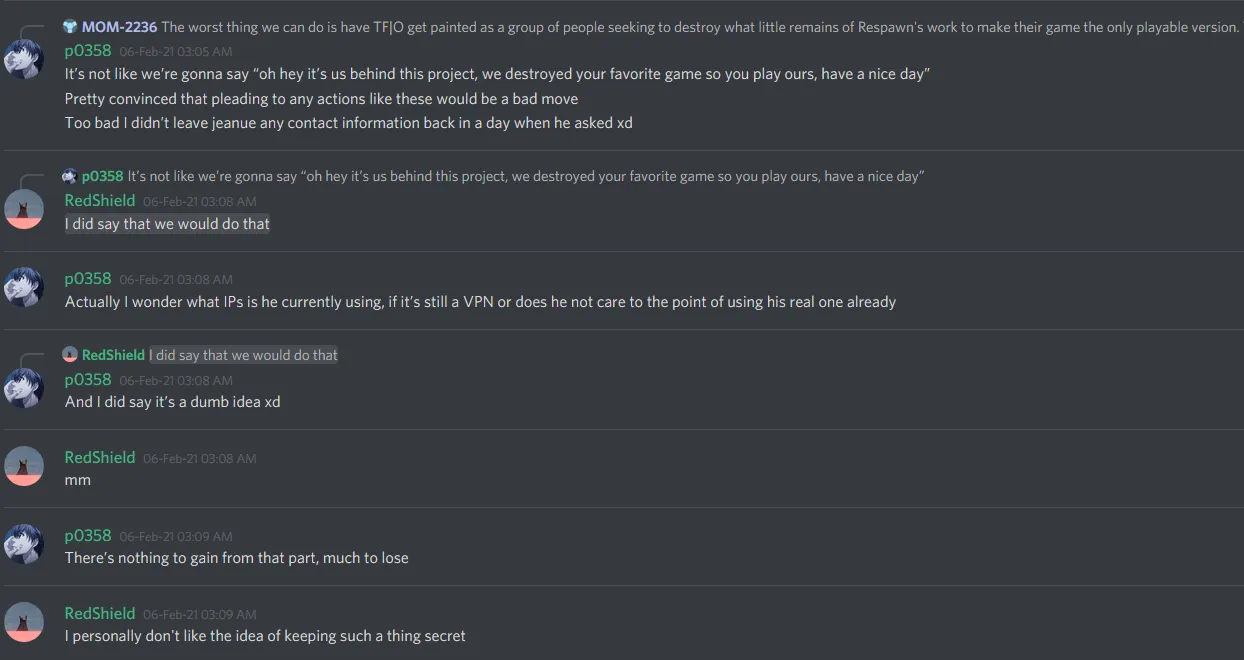 MOM-2236 The worst thing we can do is have TF|O get painted as a group of people seeking to destroy what little remains of Respawn's work to make their game the only playable version.
p0358 06-Feb-21 03:05 AM
It's not like we're gonna say “oh hey it's us behind this project, we destroyed your favorite game so you play ours, have a nice day”
Pretty convinced that pleading to any actions like these would be a bad move
Too bad I didn't leave jeanue any contact information back in a day when he asked xd
p0358 It's not like we're gonna say “oh hey it's us behind this project, we destroyed your favorite game so you play ours, have a nice day”
RedShield 06-Feb-21 03:08 AM
I did say that we would do that
p0358 06-Feb-21 03:08 AM
Actually I wonder what IPs is he currently using, if it's still a VPN or does he not care to the point of using his real one already
RedShield I did say that we would do that
p0358 06-Feb-21 03:08 AM
And I did say it's a dumb idea xd
RedShield 06-Feb-21 03:08 AM
mm
p0358 06-Feb-21 03:09 AM
There's nothing to gain from that part, much to lose
RedShield 06-Feb-21 03:09 AM
I personally don't like the idea of keeping such a thing secret